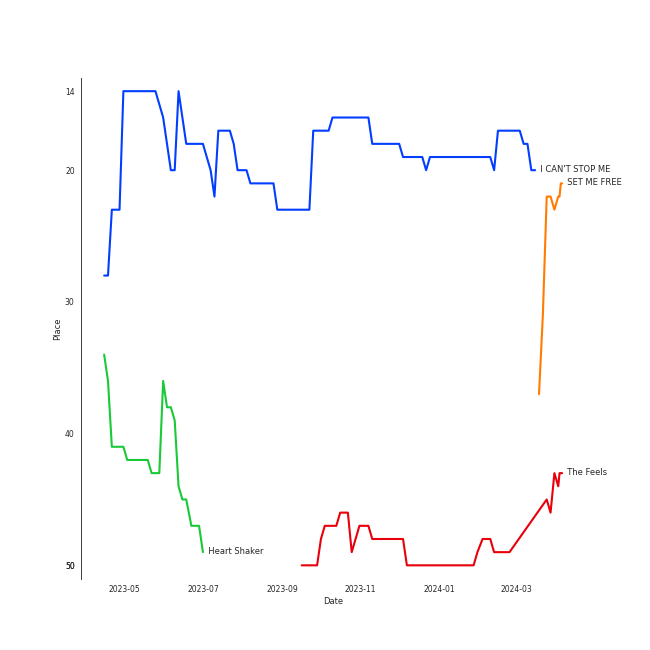 14
20
30
40
50
Place
I CAN'T STOP ME
SET ME FREE
The Feels
Heart Shaker
2023-05 2023-07 2023-09 2023-11 2024-01 2024-03
Date